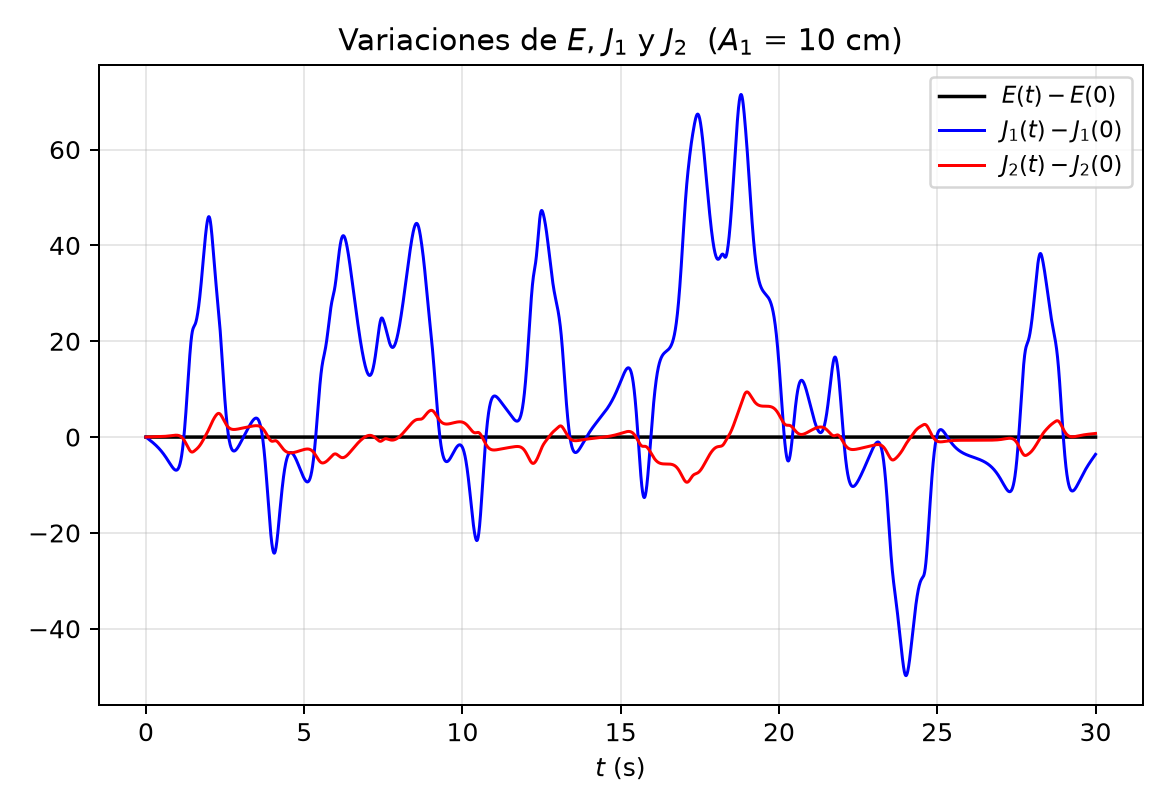 Variaciones de E, J₁ y J₂ (A₁ = 10 cm)
E(t) − E(0)
J₁(t) − J₁(0)
J₂(t) − J₂(0)
60
40
20
0
−20
−40
0 5 10 15 20 25 30
t (s)